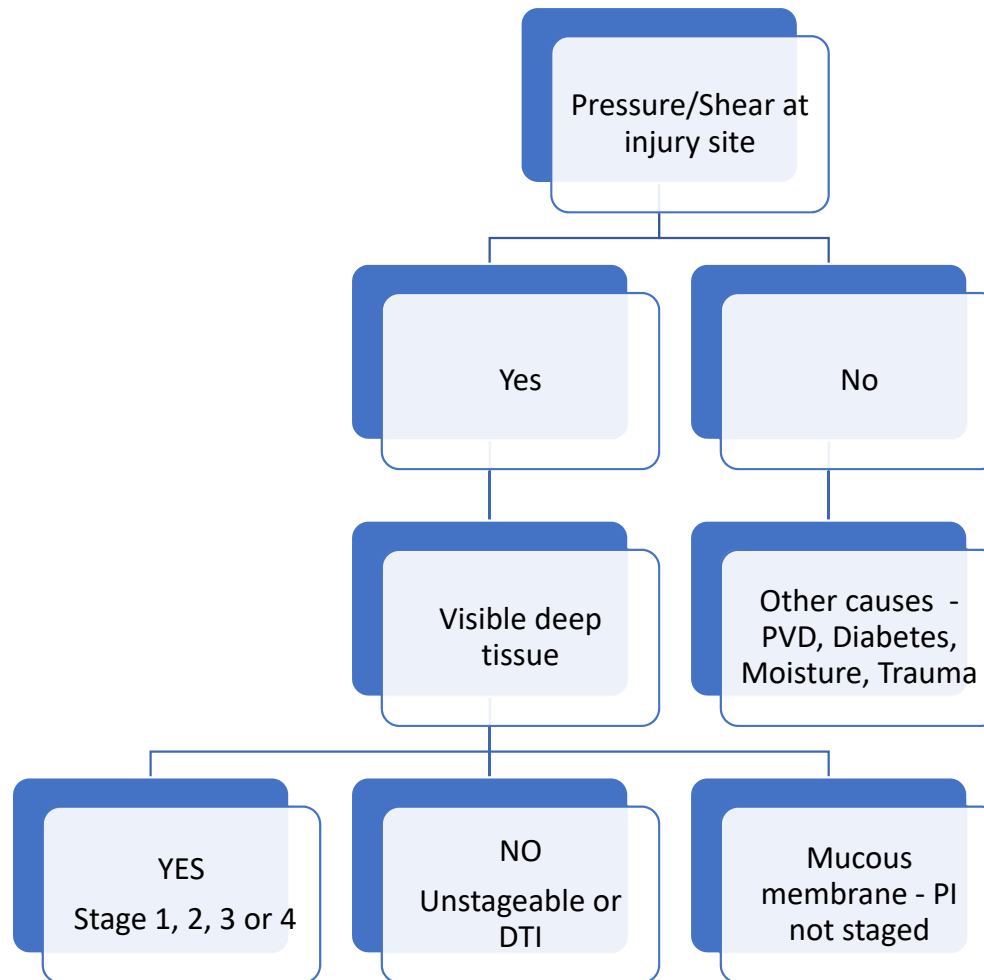 Pressure/Shear at
injury site
Yes
No
Visible deep
tissue
Other causes -
PVD, Diabetes,
Moisture, Trauma
YES
Stage 1, 2, 3 or 4
NO
Unstageable or
DTI
Mucous
membrane - PI
not staged